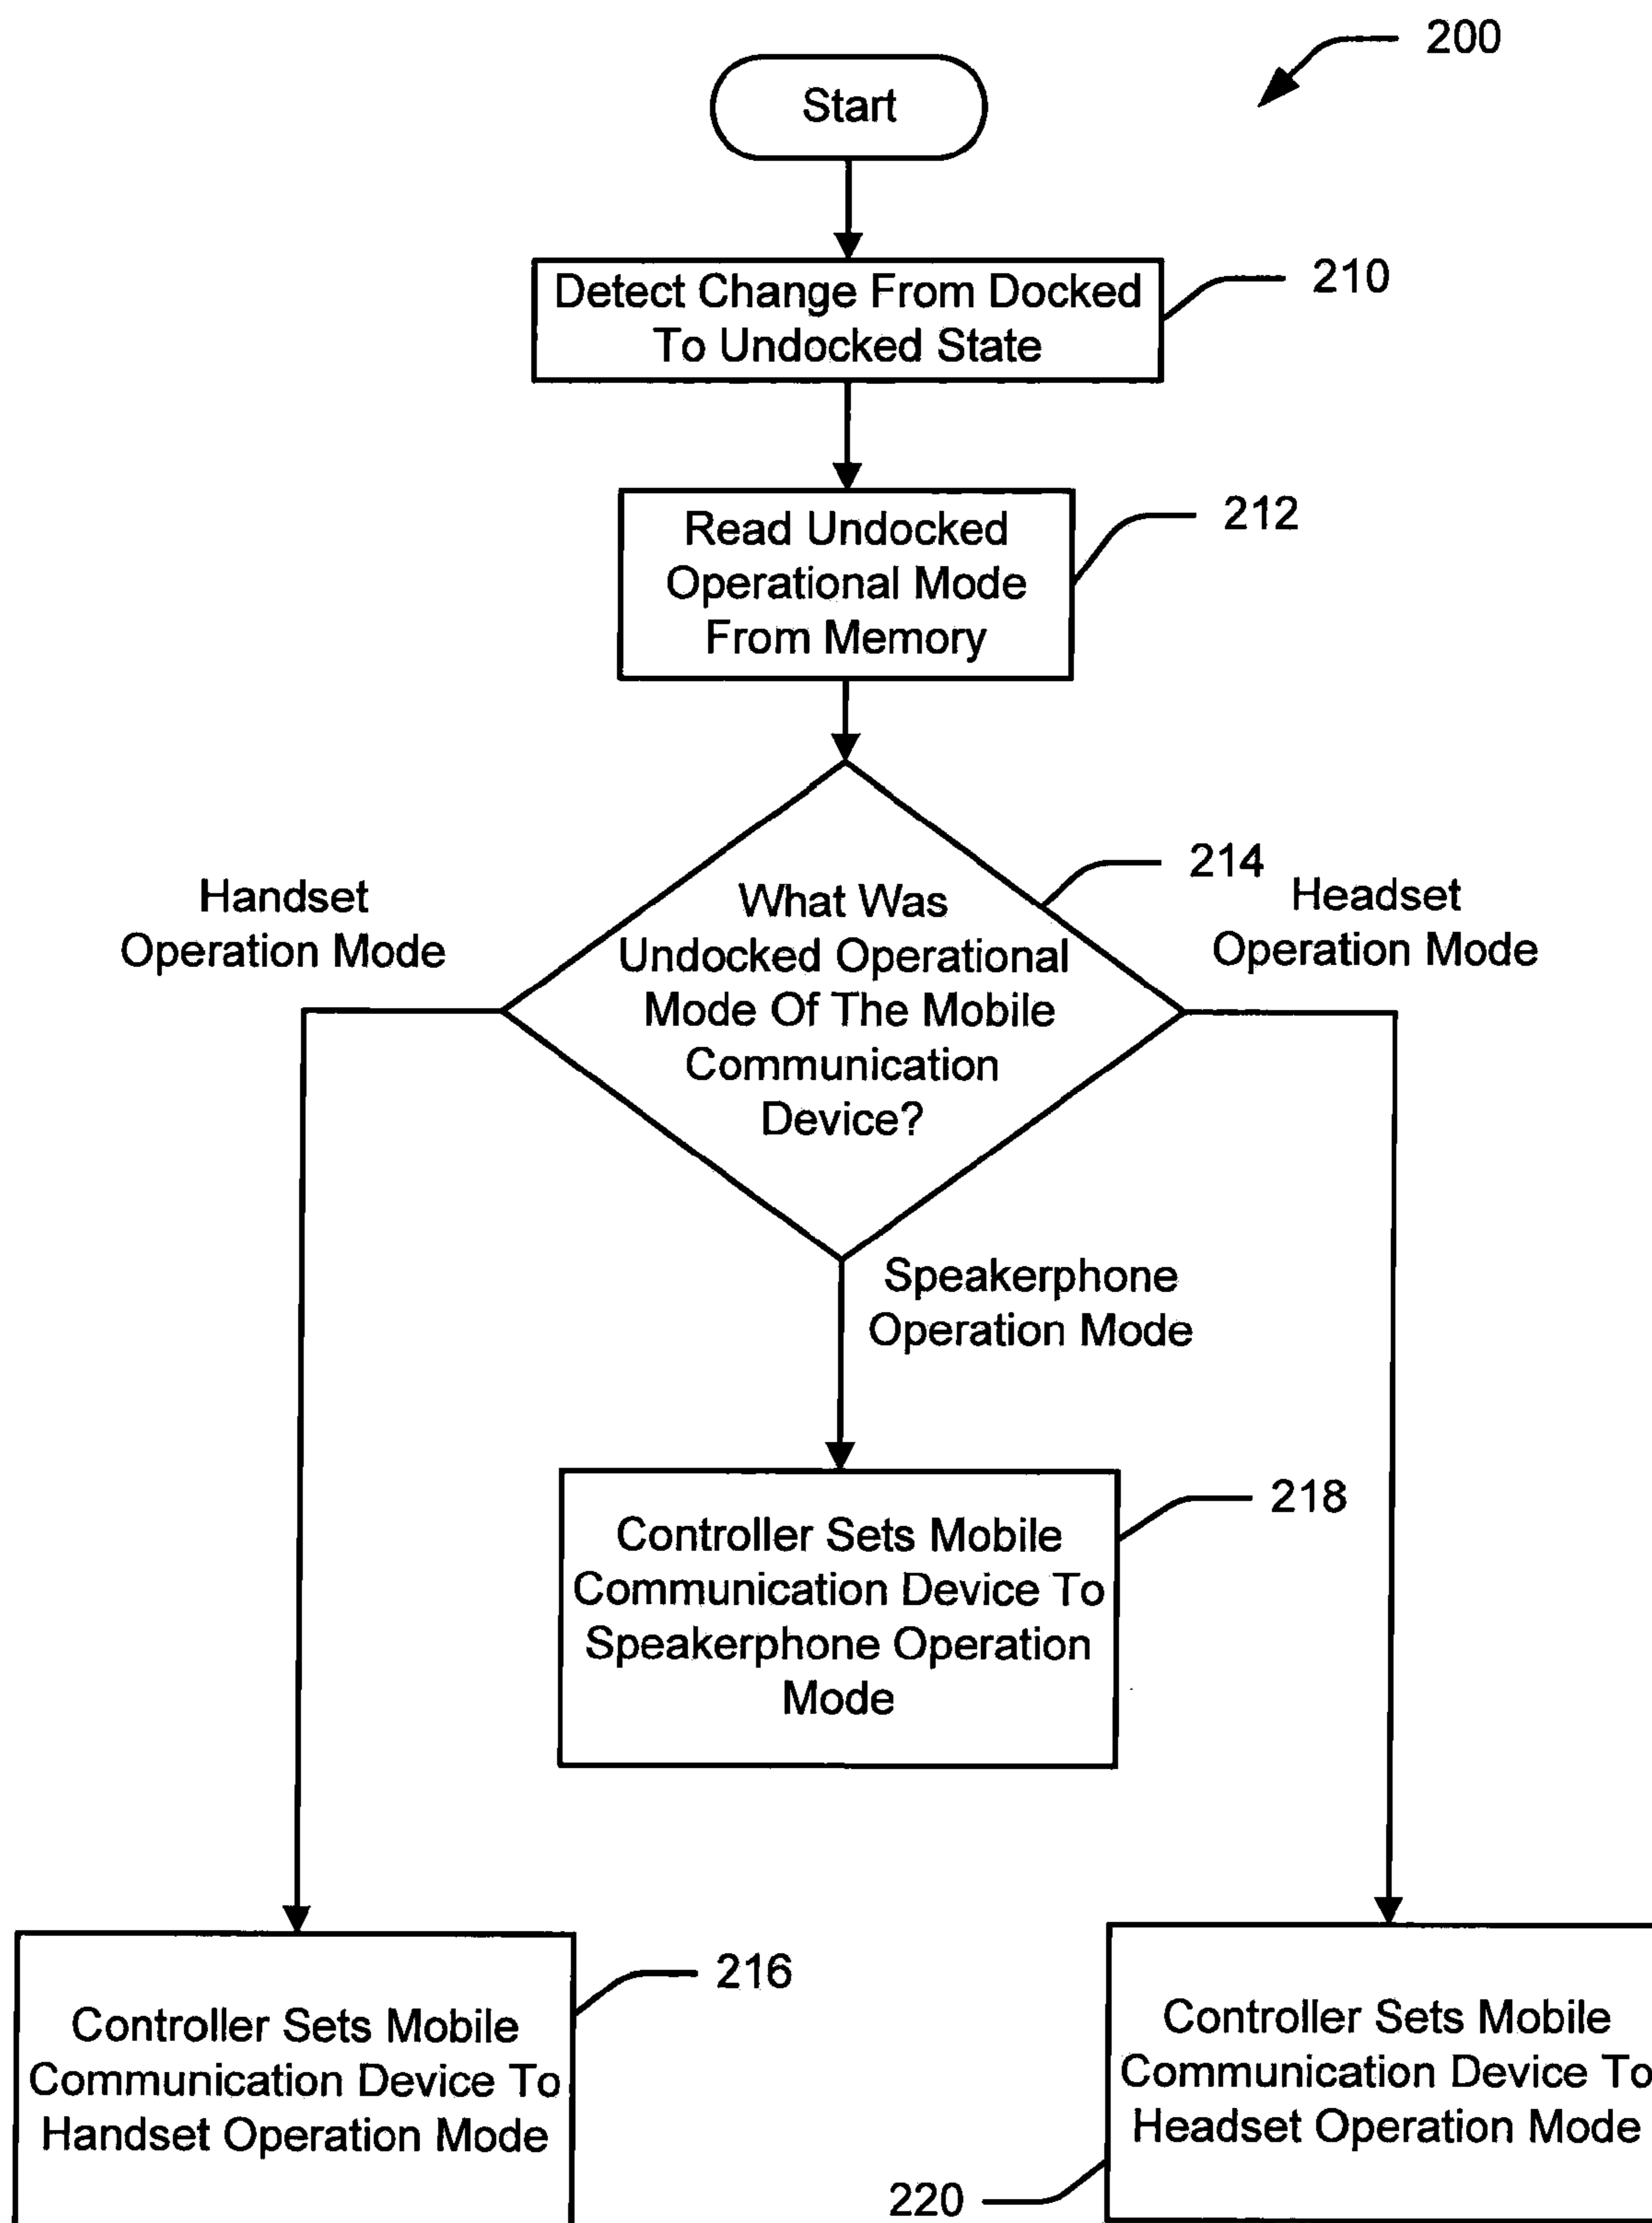 200
Start
Detect Change From Docked
To Undocked State
210
Read Undocked
Operational Mode
From Memory
212
What Was
Undocked Operational
Mode Of The Mobile
Communication
Device?
214
Handset
Operation Mode
Headset
Operation Mode
Speakerphone
Operation Mode
Controller Sets Mobile
Communication Device To
Speakerphone Operation
Mode
218
Controller Sets Mobile
Communication Device To
Handset Operation Mode
216
Controller Sets Mobile
Communication Device To
Headset Operation Mode
220